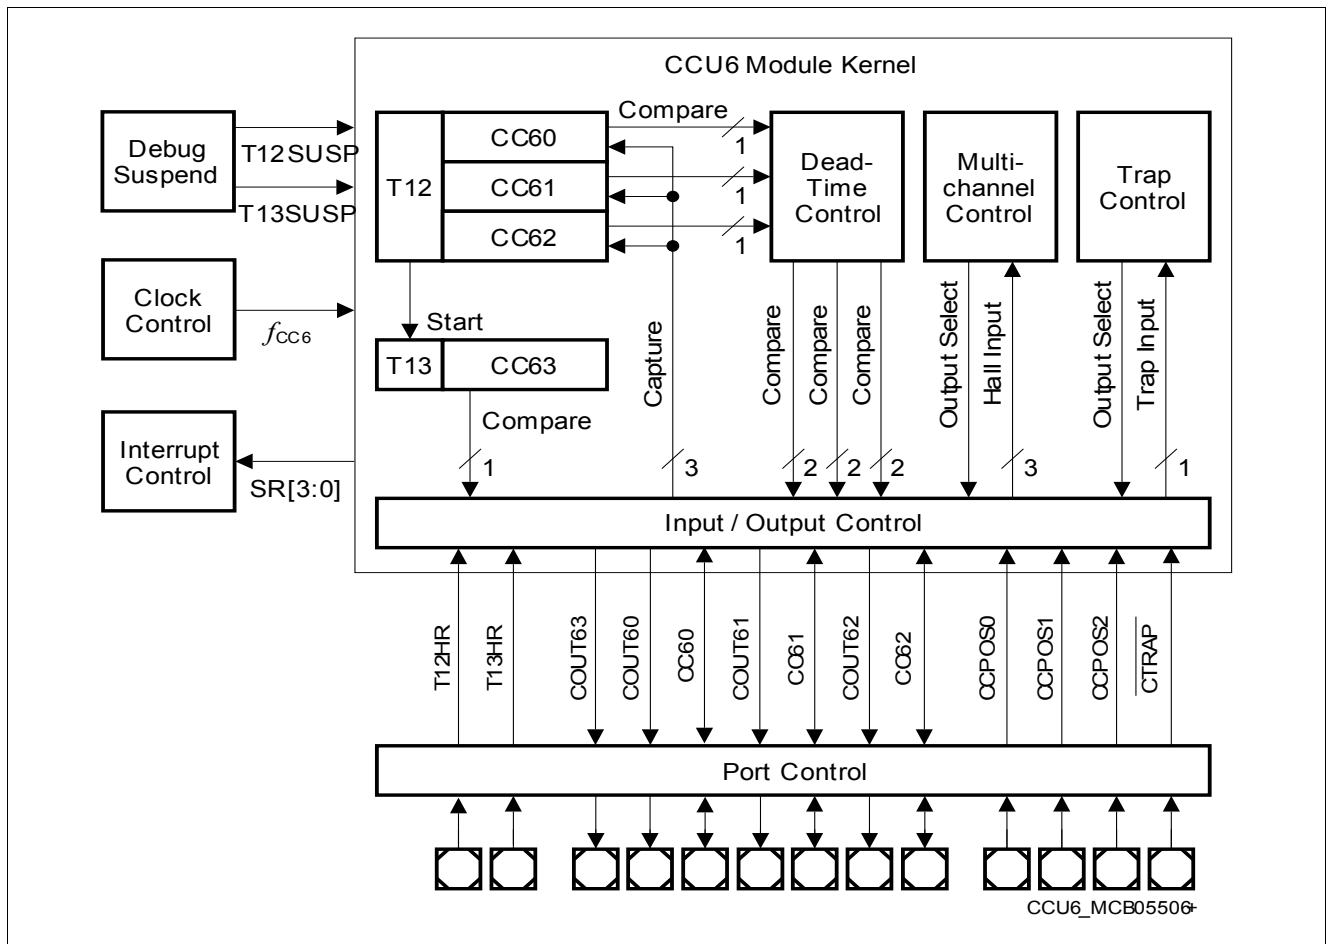 CCU6 Module Kernel
Debug
Suspend
T12SUSP
T13SUSP
Clock
Control
fCC6
Interrupt
Control
SR[3:0]
T12
CC60
CC61
CC62
Compare
1
1
1
Dead-
Time
Control
Multi-
channel
Control
Trap
Control
Start
T13
CC63
Compare
1
Capture
3
Compare
Compare
Compare
2
2
2
Output Select
Hall Input
3
Output Select
Trap Input
1
Input / Output Control
T12HR
T13HR
COUT63
COUT60
CC60
COUT61
CC61
COUT62
CC62
CCPOS0
CCPOS1
CCPOS2
CTRAP
Port Control
CCU6_MCB05506+